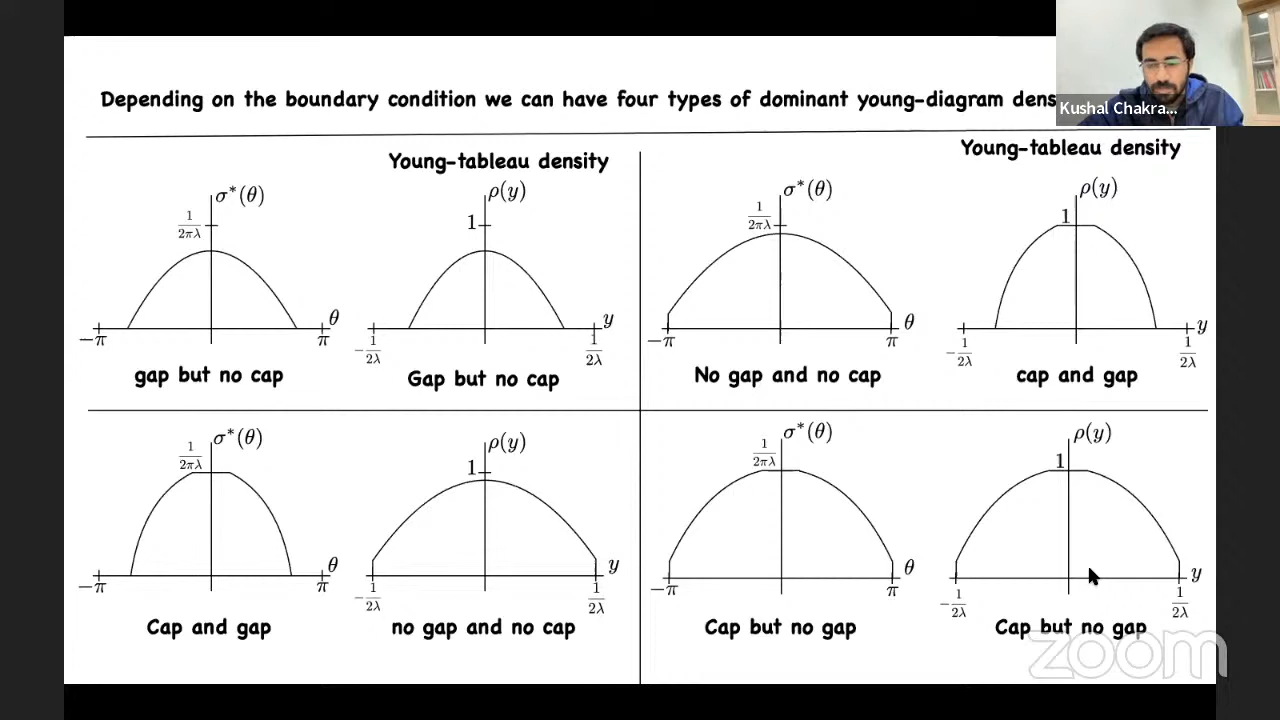 Depending on the boundary condition we can have four types of dominant young-diagram dens
Kushal Chakra...
Young-tableau density
σ*(θ)
1/2πλ
θ
−π
π
gap but no cap
ρ(y)
1
y
−1/2λ
1/2λ
Gap but no cap
σ*(θ)
1/2πλ
θ
−π
π
No gap and no cap
Young-tableau density
ρ(y)
1
y
−1/2λ
1/2λ
cap and gap
σ*(θ)
1/2πλ
θ
−π
π
Cap and gap
ρ(y)
1
y
−1/2λ
1/2λ
no gap and no cap
σ*(θ)
1/2πλ
θ
−π
π
Cap but no gap
ρ(y)
1
y
−1/2λ
1/2λ
Cap but no gap
zoom